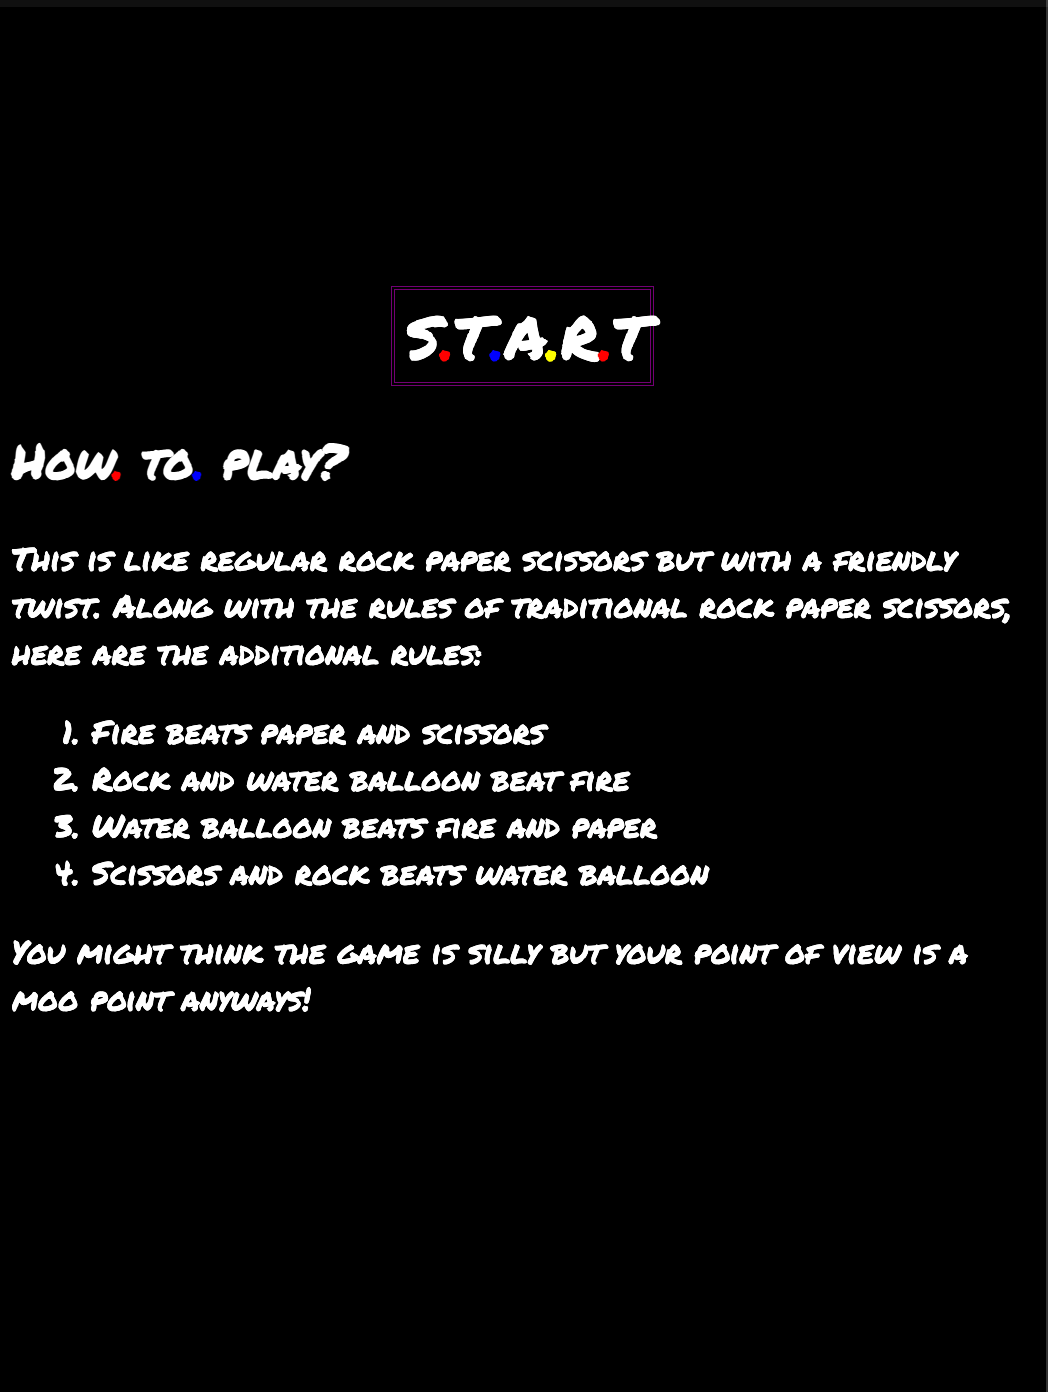 S.T.A.R.T
How. to. play?
This is like regular rock paper scissors but with a friendly
twist. Along with the rules of traditional rock paper scissors,
here are the additional rules:
1. Fire beats paper and scissors
2. Rock and water balloon beat fire
3. Water balloon beats fire and paper
4. Scissors and rock beats water balloon
You might think the game is silly but your point of view is a
moo point anyways!